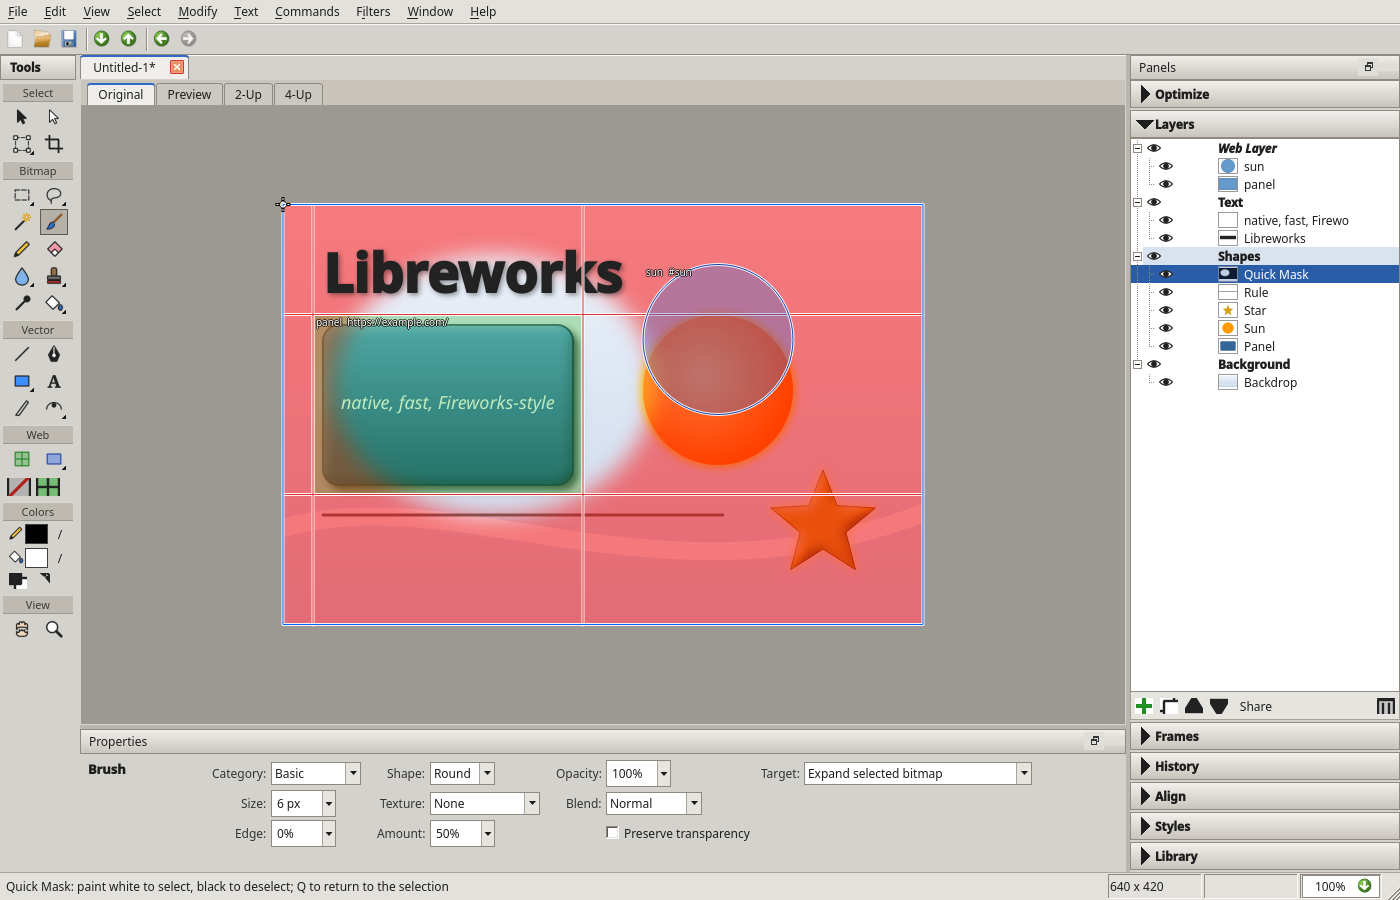 File Edit View Select Modify Text Commands Filters Window Help
Tools
Untitled-1*
Panels
Original Preview 2-Up 4-Up
Select
Bitmap
Vector
Web
Colors
View
Optimize
Layers
Web Layer
sun
panel
Text
native, fast, Firewo
Libreworks
Shapes
Quick Mask
Rule
Star
Sun
Panel
Background
Backdrop
Share
Frames
History
Align
Styles
Library
Libreworks
sun #sun
panel https://example.com/
native, fast, Fireworks-style
Properties
Brush
Category: Basic Shape: Round Opacity: 100% Target: Expand selected bitmap
Size: 6 px Texture: None Blend: Normal
Edge: 0% Amount: 50% Preserve transparency
Quick Mask: paint white to select, black to deselect; Q to return to the selection
640 x 420
100%